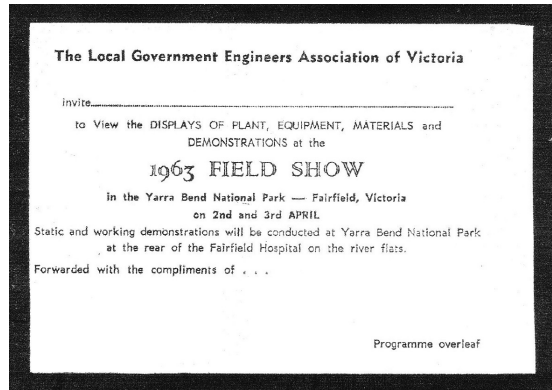 The Local Government Engineers Association of Victoria
invite
to View the DISPLAYS OF PLANT, EQUIPMENT, MATERIALS and
DEMONSTRATIONS at the
1963 FIELD SHOW
in the Yarra Bend National Park — Fairfield, Victoria
on 2nd and 3rd APRIL
Static and working demonstrations will be conducted at Yarra Bend National Park
at the rear of the Fairfield Hospital on the river flats.
Forwarded with the compliments of . . .
Programme overleaf